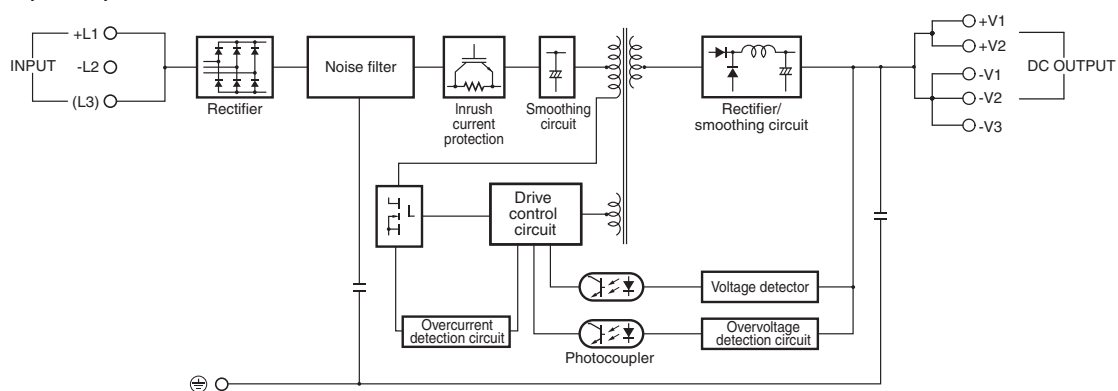 +L1
INPUT
-L2
(L3)
Rectifier
Noise filter
Inrush
current
protection
Smoothing
circuit
Rectifier/
smoothing circuit
+V1
+V2
-V1
-V2
-V3
DC OUTPUT
Drive
control
circuit
Voltage detector
Overcurrent
detection circuit
Overvoltage
detection circuit
Photocoupler